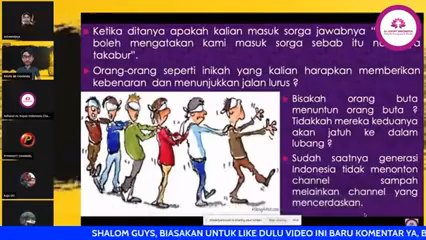 Ketika ditanya apakah kalian masuk sorga jawabnya "
boleh mengatakan kami masuk sorga sebab itu
takabur".
Orang-orang seperti inikah yang kalian harapkan memberikan
kebenaran dan menunjukkan jalan lurus ?
Bisakah orang buta
menuntun orang buta ?
Tidakkah mereka keduanya
akan jatuh ke dalam
lubang ?
Sudah saatnya generasi
Indonesia tidak menonton
channel sampah
melainkan channel yang
mencerdaskan.
SHALOM GUYS, BIASAKAN UNTUK LIKE DULU VIDEO INI BARU KOMENTAR YA, B